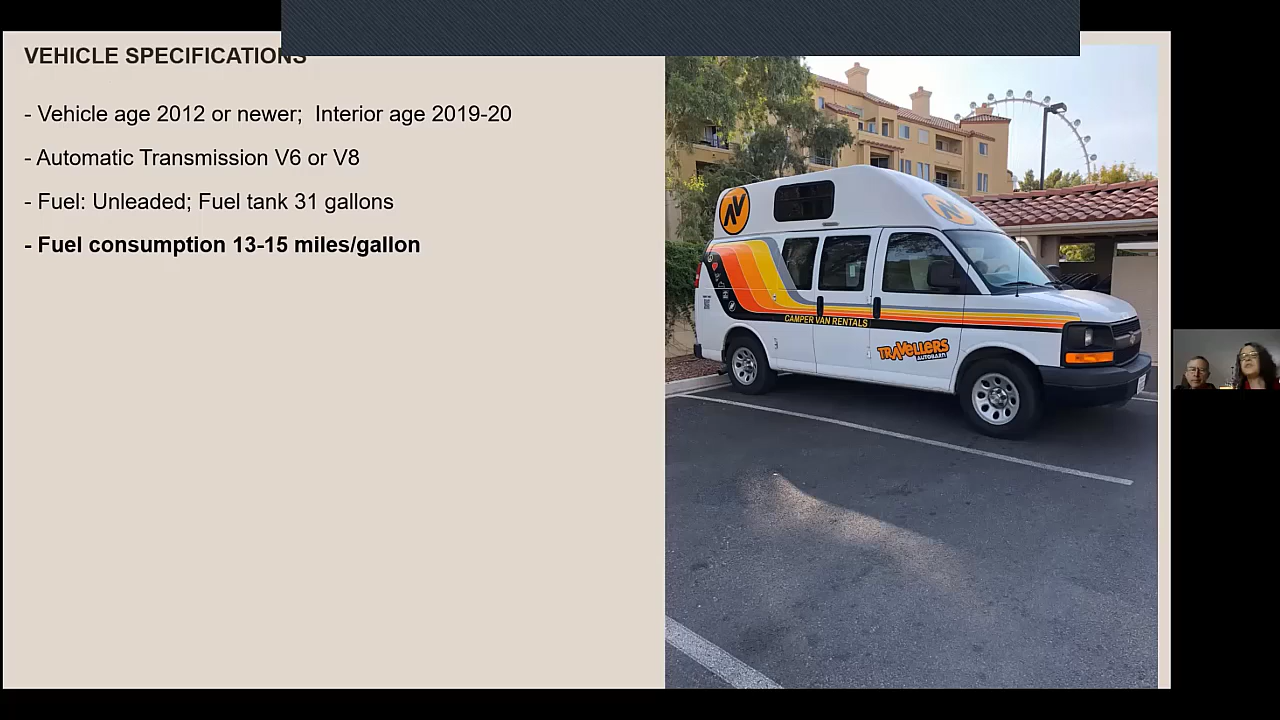 VEHICLE SPECIFICATIONS
- Vehicle age 2012 or newer; Interior age 2019-20
- Automatic Transmission V6 or V8
- Fuel: Unleaded; Fuel tank 31 gallons
- Fuel consumption 13-15 miles/gallon
CAMPER VAN RENTALS
TRAVELLERS
AUTOBARN